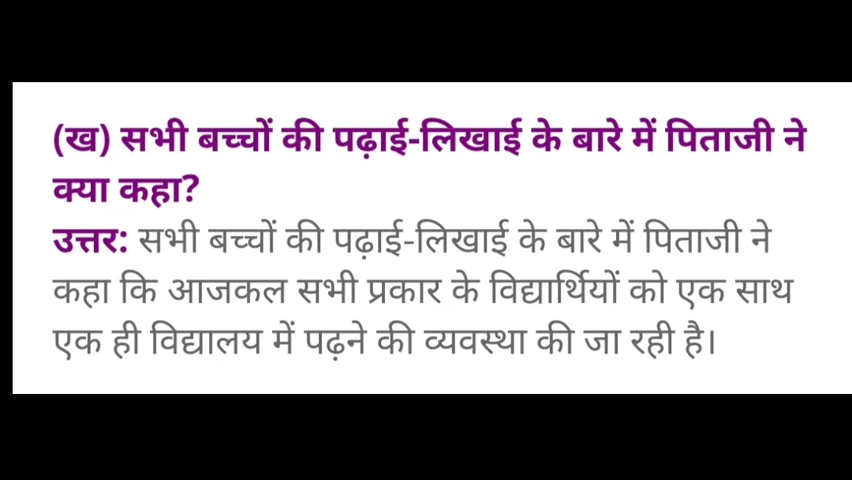 (ख) सभी बच्चों की पढ़ाई-लिखाई के बारे में पिताजी ने
क्या कहा?
उत्तर: सभी बच्चों की पढ़ाई-लिखाई के बारे में पिताजी ने
कहा कि आजकल सभी प्रकार के विद्यार्थियों को एक साथ
एक ही विद्यालय में पढ़ने की व्यवस्था की जा रही है।